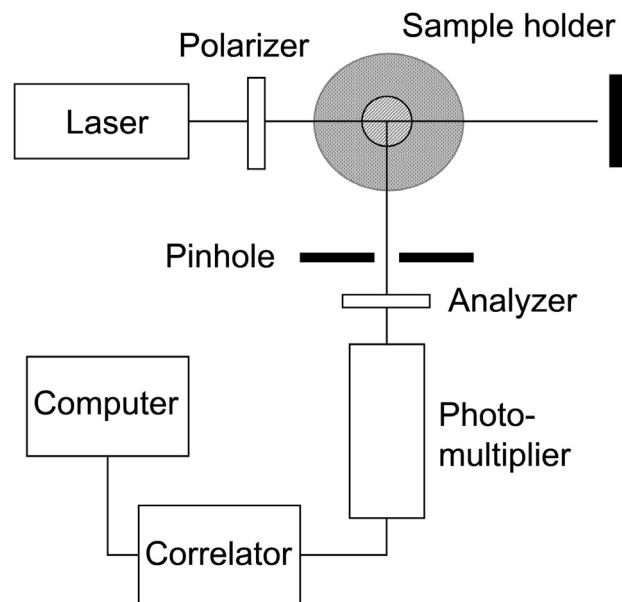 Sample holder
Polarizer
Laser
Pinhole
Analyzer
Computer
Photo-
multiplier
Correlator